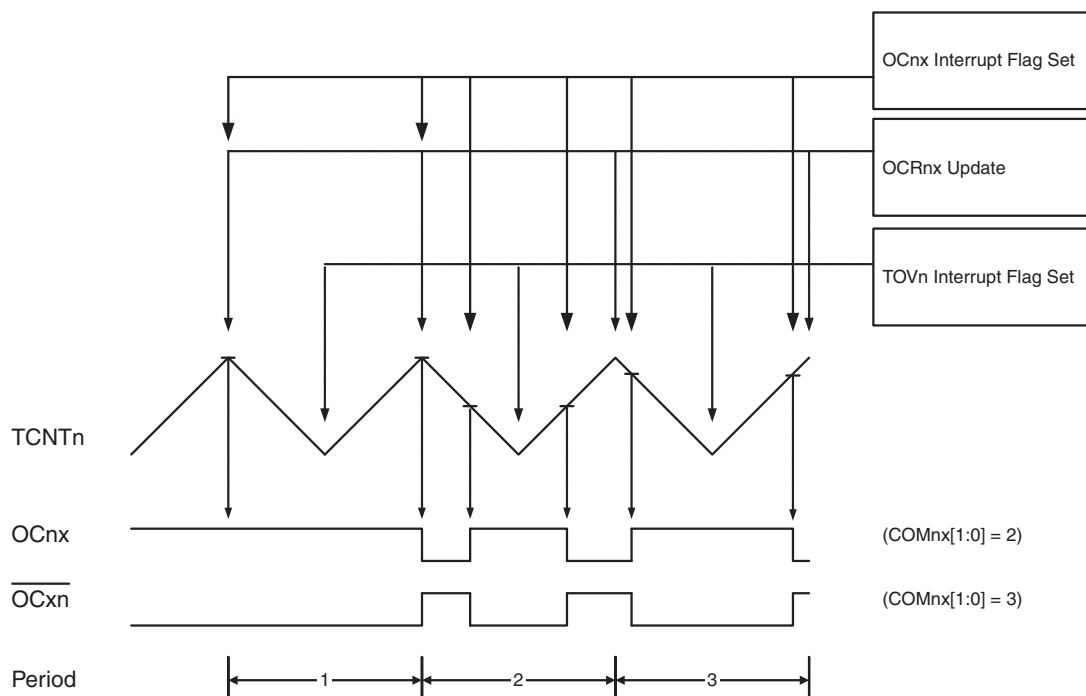 OCnx Interrupt Flag Set
OCRnx Update
TOVn Interrupt Flag Set
TCNTn
OCnx
(COMnx[1:0] = 2)
OCxn
(COMnx[1:0] = 3)
Period
1
2
3